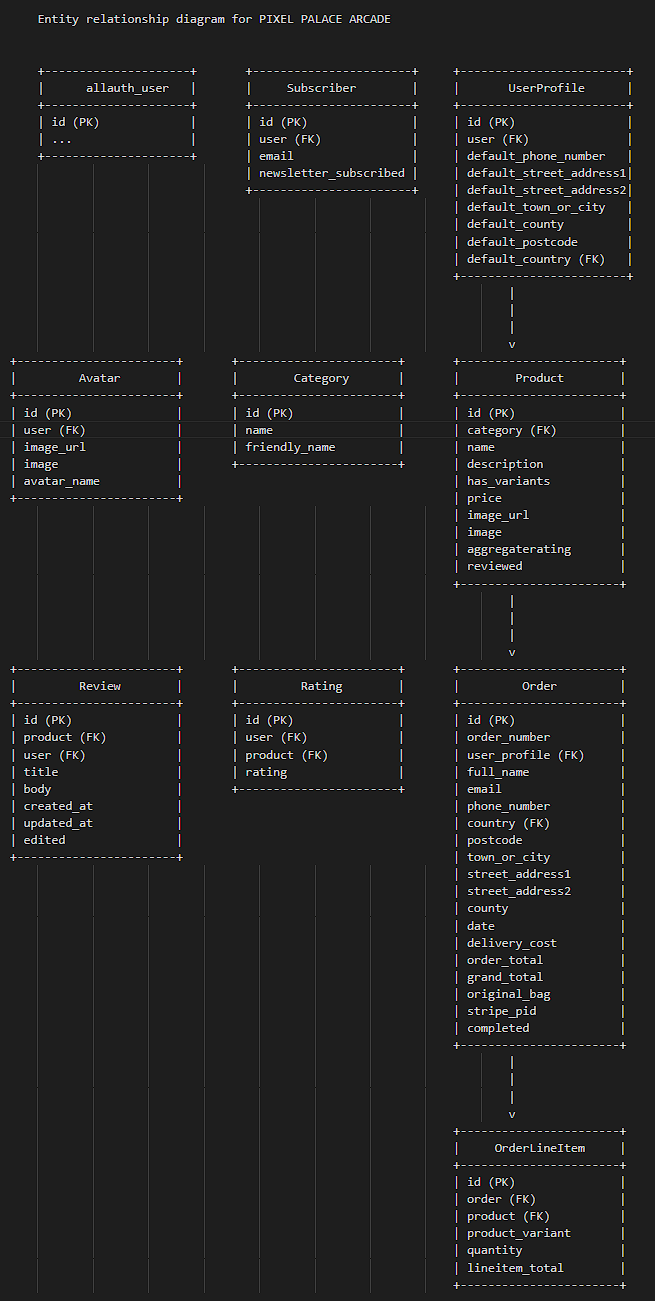 Entity relationship diagram for PIXEL PALACE ARCADE
allauth_user
id (PK)
...
Subscriber
id (PK)
user (FK)
email
newsletter_subscribed
UserProfile
id (PK)
user (FK)
default_phone_number
default_street_address1
default_street_address2
default_town_or_city
default_county
default_postcode
default_country (FK)
v
Avatar
id (PK)
user (FK)
image_url
image
avatar_name
Category
id (PK)
name
friendly_name
Product
id (PK)
category (FK)
name
description
has_variants
price
image_url
image
aggregaterating
reviewed
v
Review
id (PK)
product (FK)
user (FK)
title
body
created_at
updated_at
edited
Rating
id (PK)
user (FK)
product (FK)
rating
Order
id (PK)
order_number
user_profile (FK)
full_name
email
phone_number
country (FK)
postcode
town_or_city
street_address1
street_address2
county
date
delivery_cost
order_total
grand_total
original_bag
stripe_pid
completed
v
OrderLineItem
id (PK)
order (FK)
product (FK)
product_variant
quantity
lineitem_total